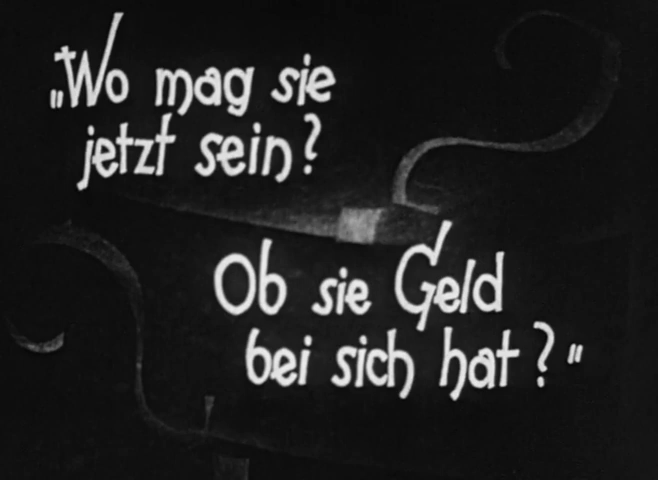 „Wo mag sie
jetzt sein?
Ob sie Geld
bei sich hat?“